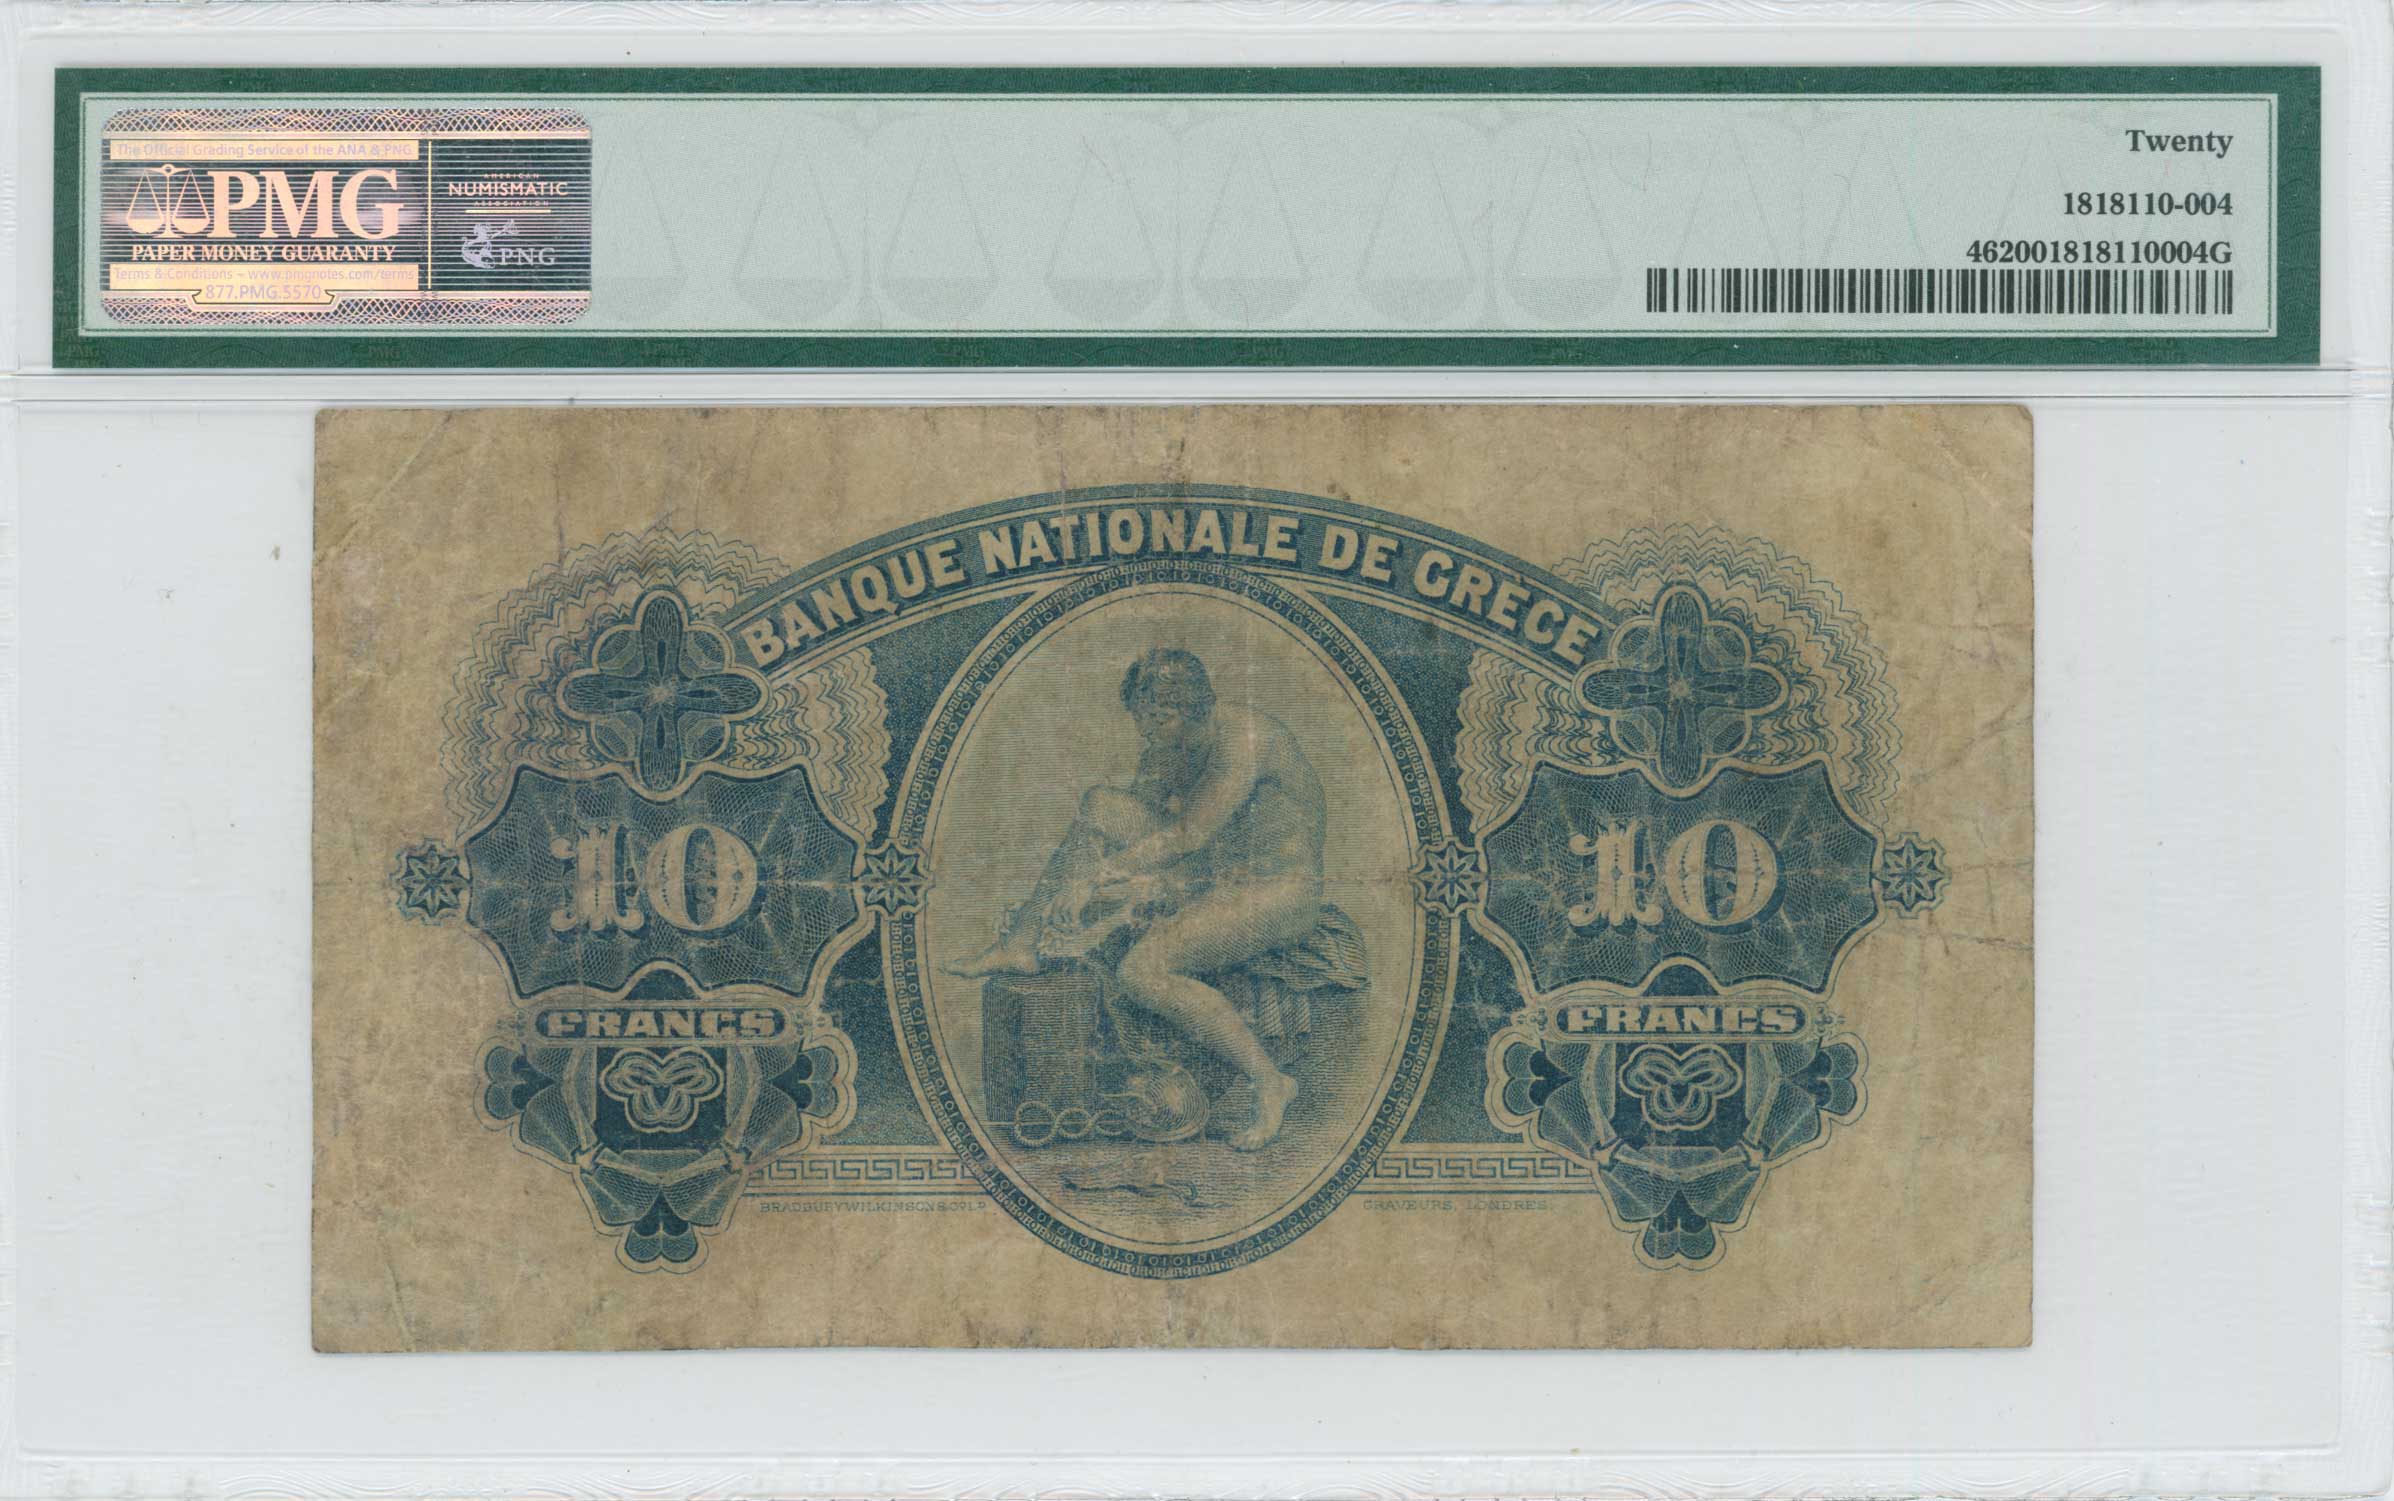 The Official Grading Service of the ANA & PNG
PMG
PAPER MONEY GUARANTY
Terms & Conditions ~ www.pmgnotes.com/terms
877.PMG.5570
AMERICAN
NUMISMATIC
ASSOCIATION
PNG
Twenty
1818110-004
462001818110004G
BANQUE NATIONALE DE GRÈCE
10
FRANCS
10
FRANCS
BRADBURY WILKINSON & Cº Lᴰ
GRAVEURS, LONDRES.